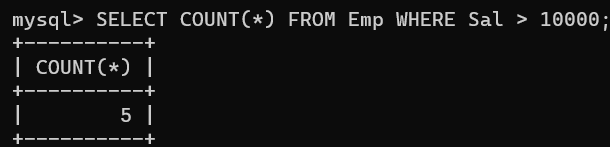 mysql> SELECT COUNT(*) FROM Emp WHERE Sal > 10000;
+----------+
| COUNT(*) |
+----------+
|        5 |
+----------+